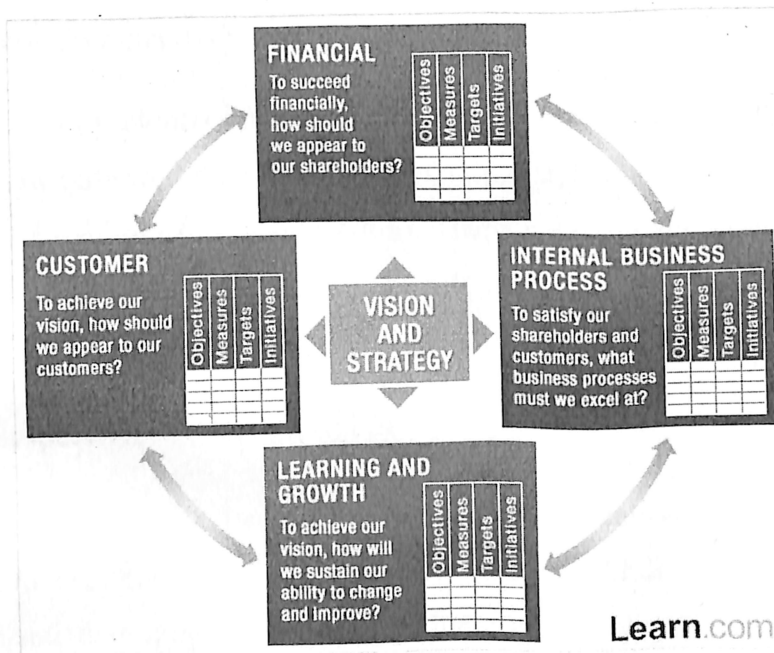 FINANCIAL
To succeed
financially,
how should
we appear to
our shareholders?
Objectives
Measures
Targets
Initiatives
CUSTOMER
To achieve our
vision, how should
we appear to our
customers?
Objectives
Measures
Targets
Initiatives
VISION
AND
STRATEGY
INTERNAL BUSINESS
PROCESS
To satisfy our
shareholders and
customers, what
business processes
must we excel at?
Objectives
Measures
Targets
Initiatives
LEARNING AND
GROWTH
To achieve our
vision, how will
we sustain our
ability to change
and improve?
Objectives
Measures
Targets
Initiatives
Learn.com